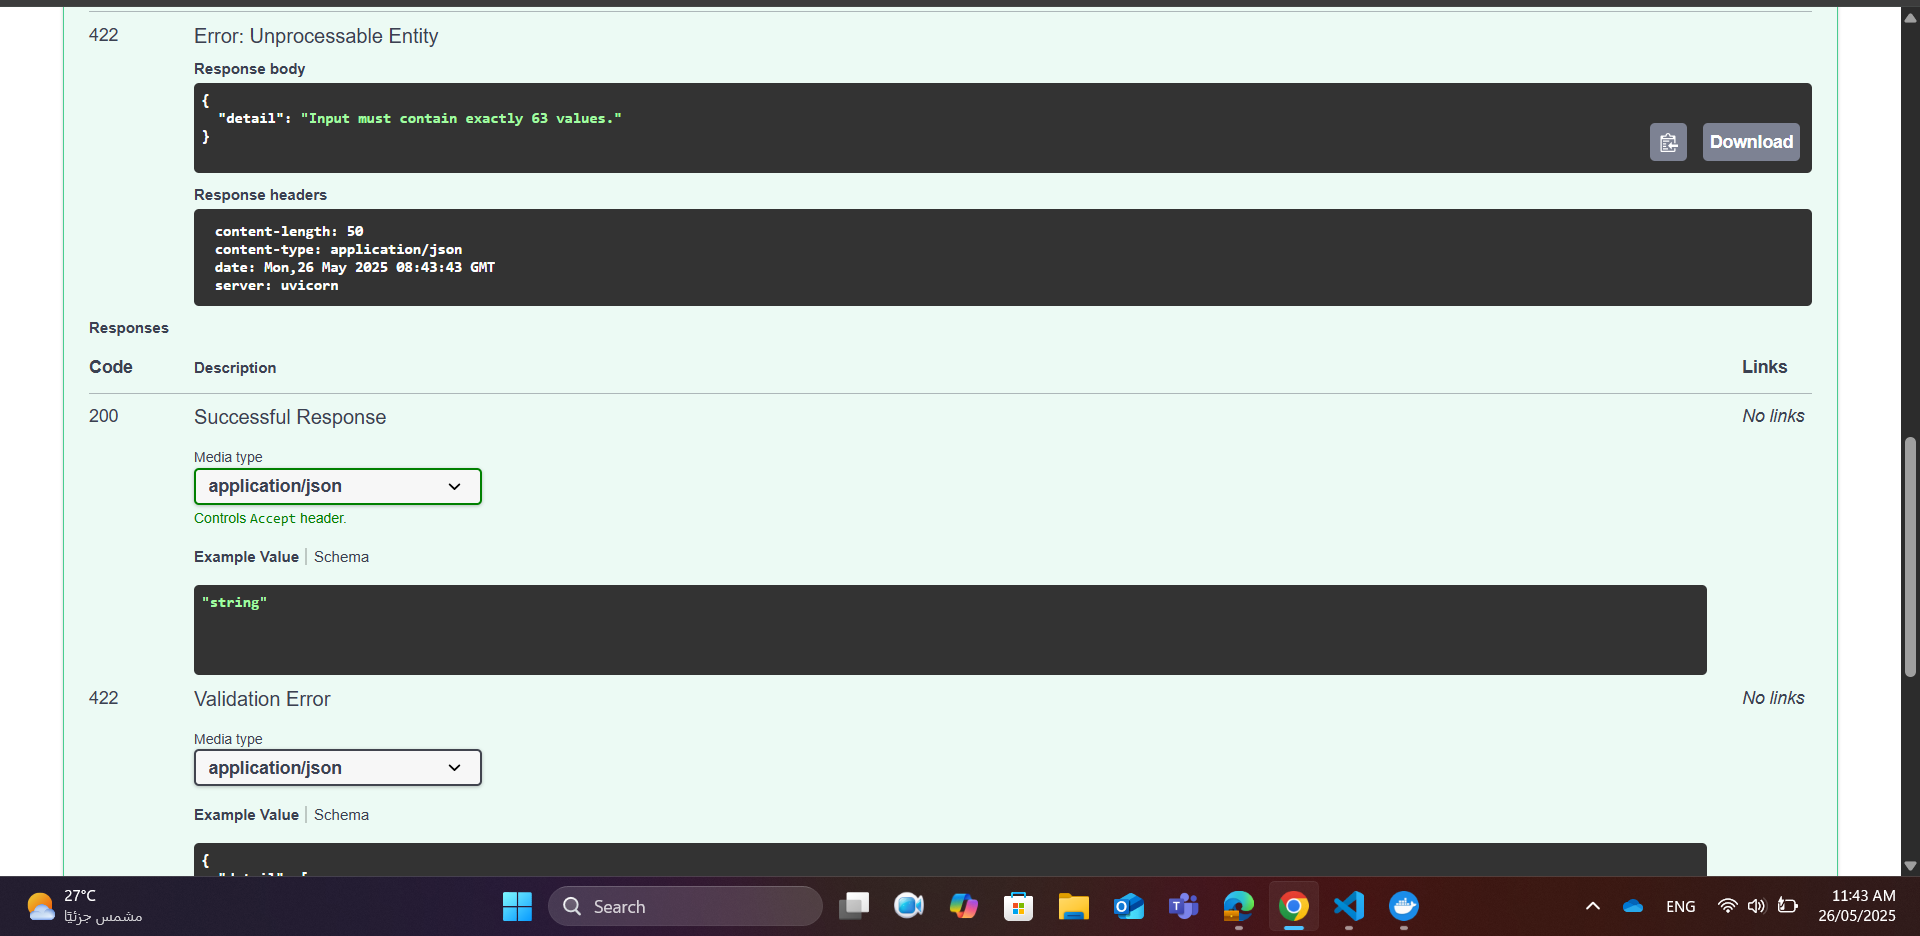 422
Error: Unprocessable Entity
Response body
{
"detail": "Input must contain exactly 63 values."
}
Download
Response headers
content-length: 50
content-type: application/json
date: Mon,26 May 2025 08:43:43 GMT
server: uvicorn
Responses
Code Description Links
200 Successful Response No links
Media type
application/json
Controls Accept header.
Example Value | Schema
"string"
422 Validation Error No links
Media type
application/json
Example Value | Schema
{
27°C
مشمس جزئيًا
Search
ENG
11:43 AM
26/05/2025